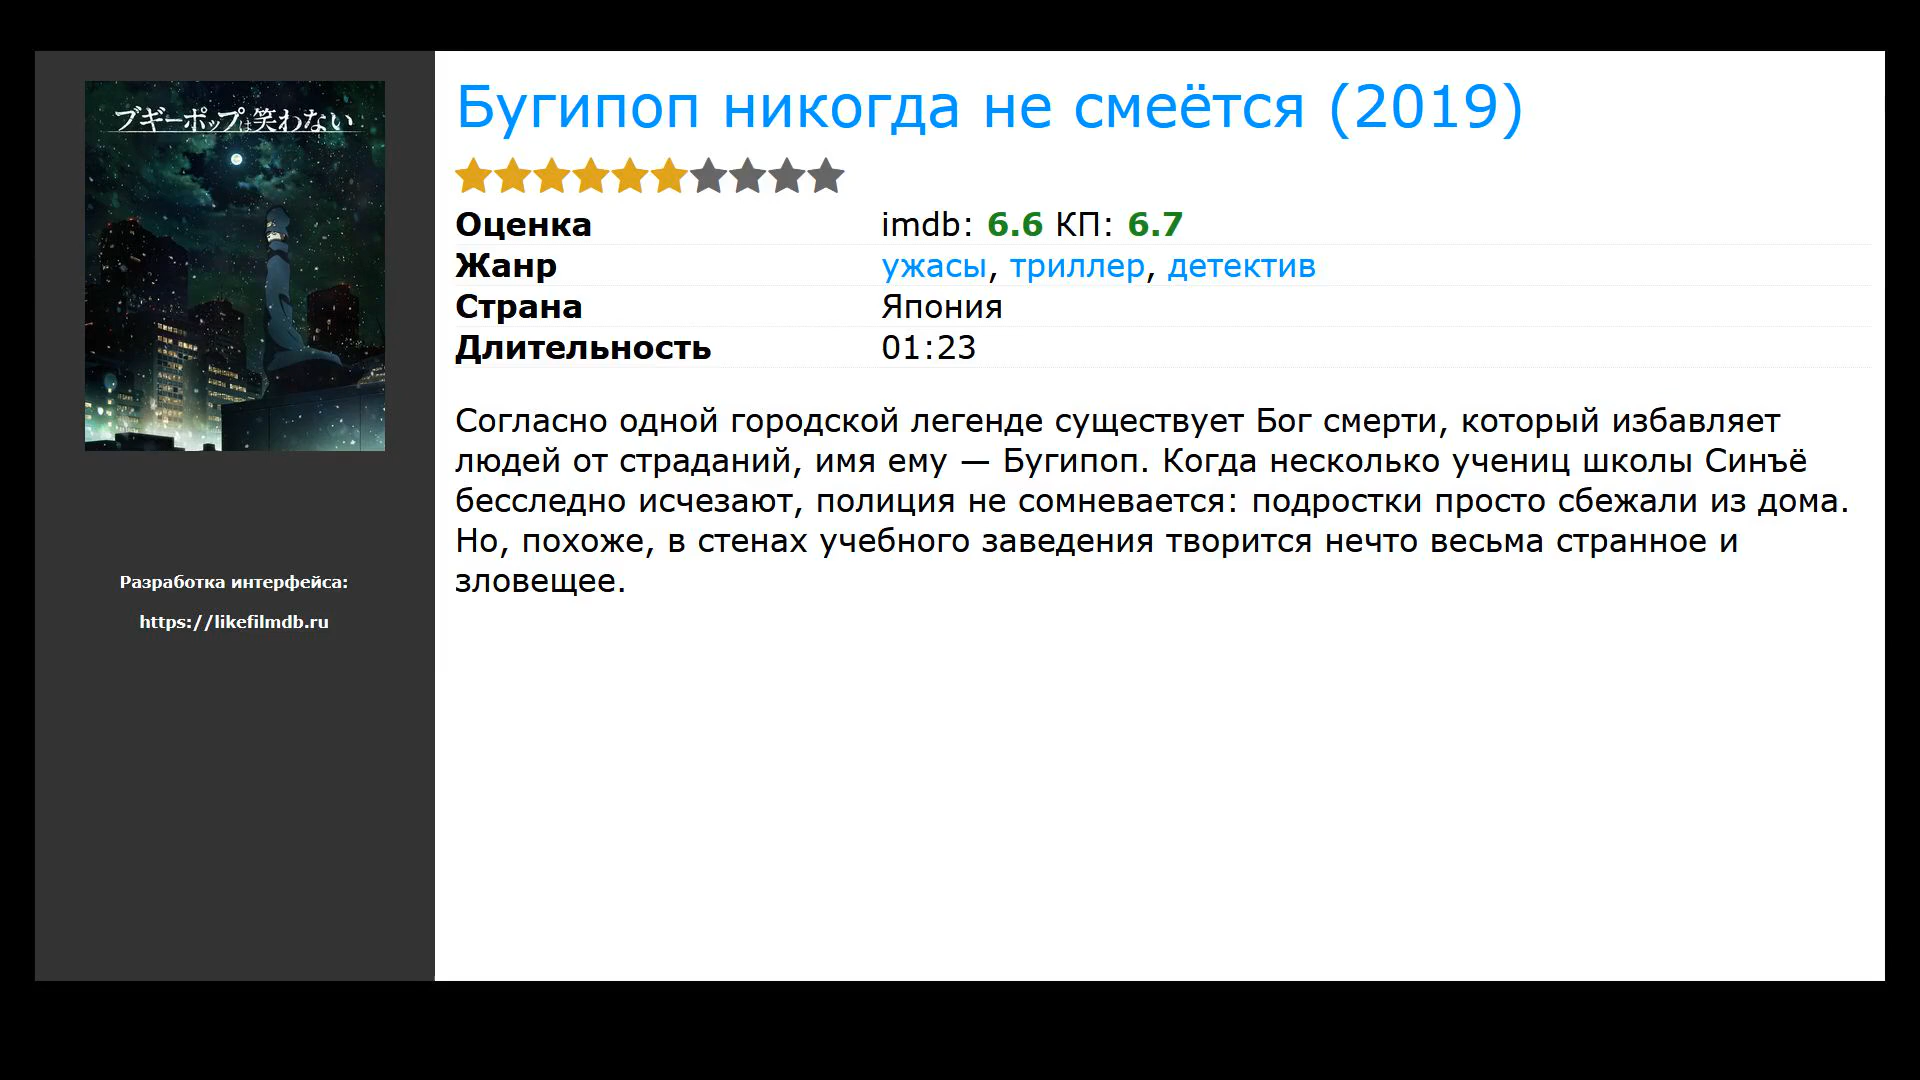 ブギーポップは笑わない
Бугипоп никогда не смеётся (2019)
Оценка imdb: 6.6 КП: 6.7
Жанр ужасы, триллер, детектив
Страна Япония
Длительность 01:23
Согласно одной городской легенде существует Бог смерти, который избавляет
людей от страданий, имя ему — Бугипоп. Когда несколько учениц школы Синъё
бесследно исчезают, полиция не сомневается: подростки просто сбежали из дома.
Но, похоже, в стенах учебного заведения творится нечто весьма странное и
зловещее.
Разработка интерфейса:
https://likefilmdb.ru